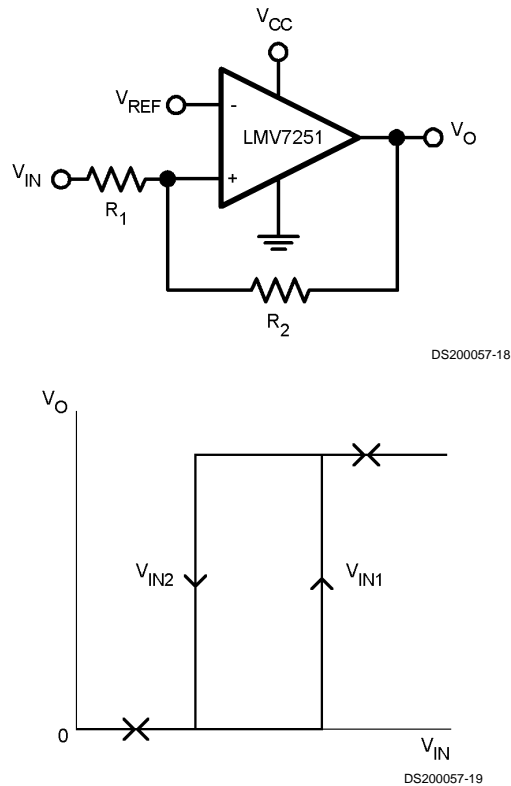 VCC
VREF
-
LMV7251
VO
VIN
R1
+
R2
DS200057-18
VO
VIN2
VIN1
0
VIN
DS200057-19